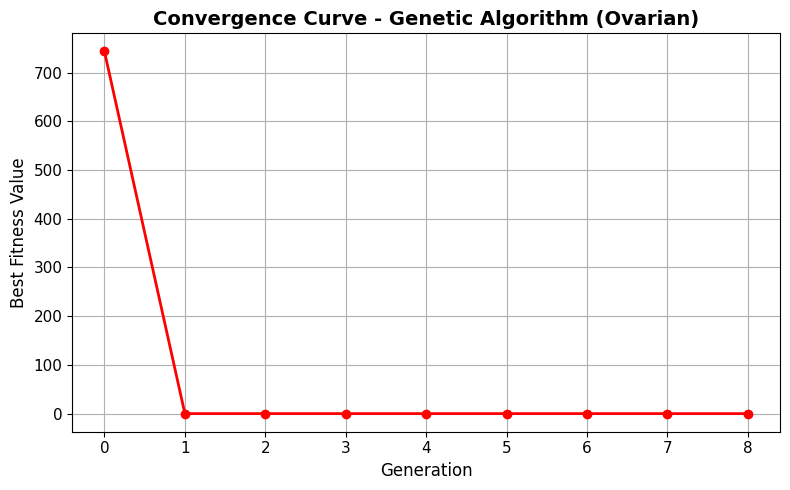 Convergence Curve - Genetic Algorithm (Ovarian)
Best Fitness Value
700
600
500
400
300
200
100
0
0 1 2 3 4 5 6 7 8
Generation